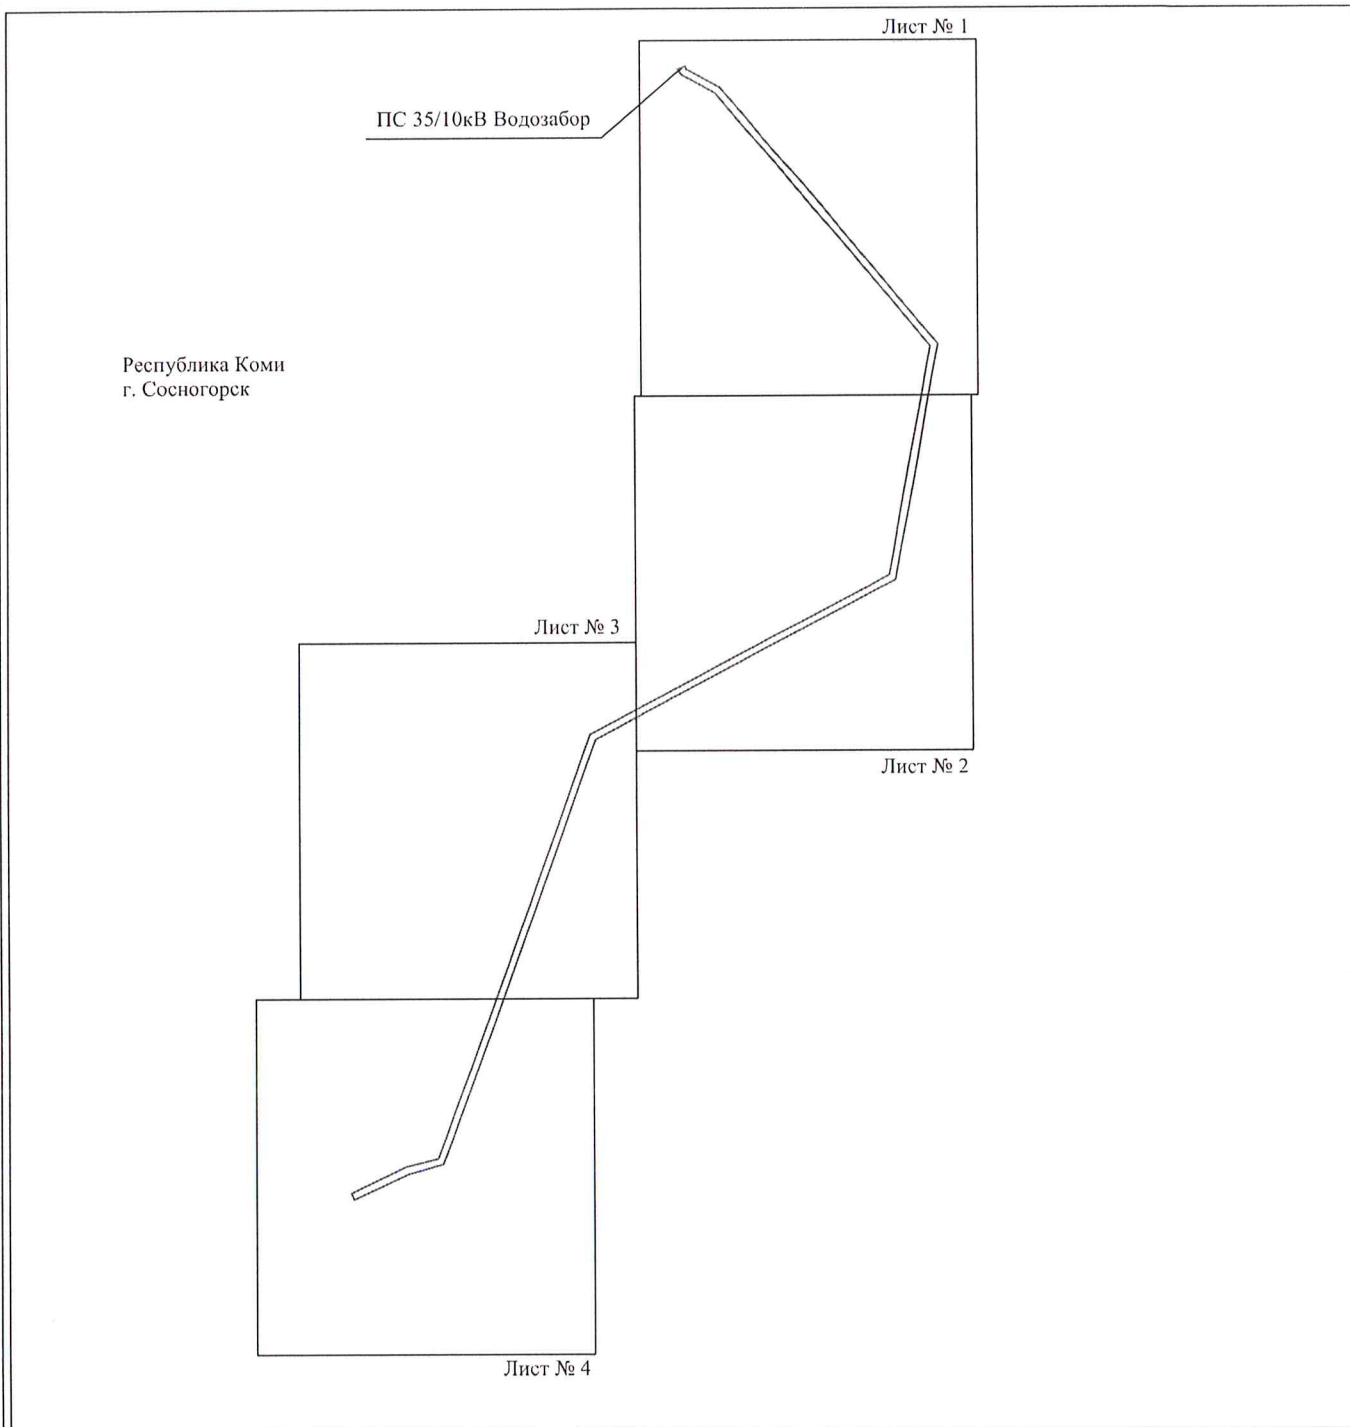 Лист № 1
ПС 35/10кВ Водозабор
Республика Коми
г. Сосногорск
Лист № 3
Лист № 2
Лист № 4